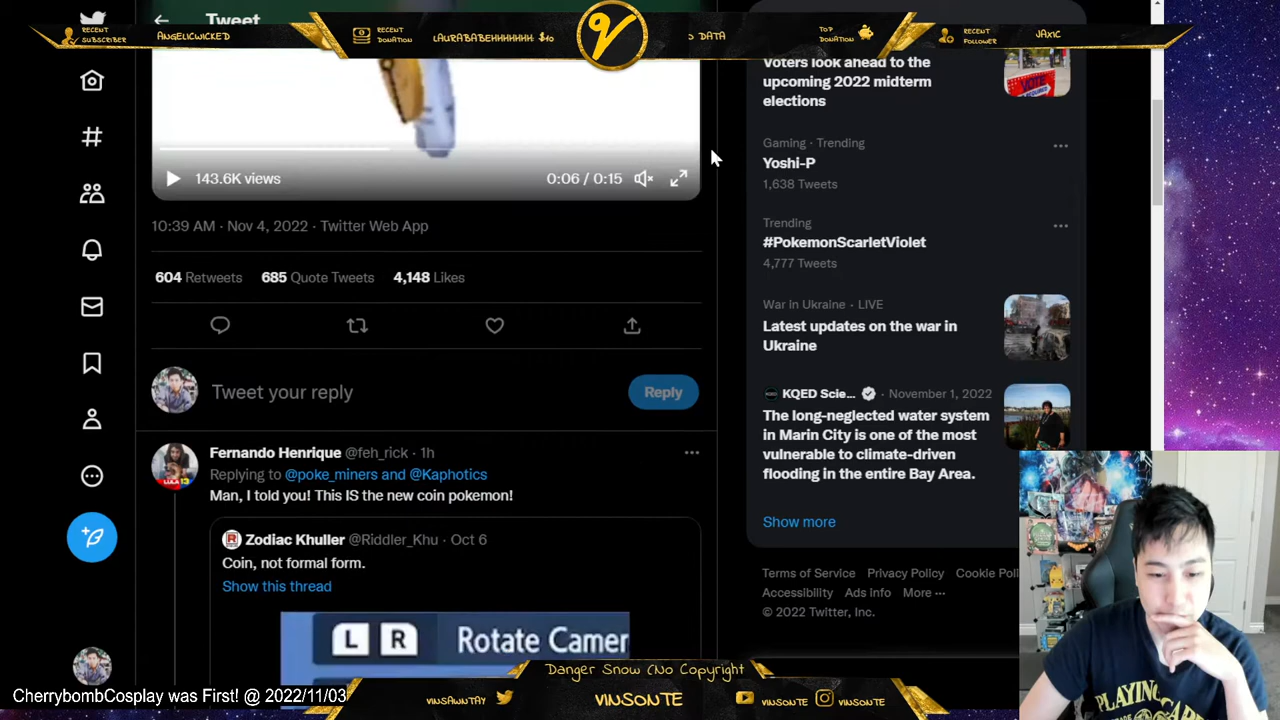 Tweet
RECENT
SUBSCRIBER
ANGELICWICKED
RECENT
DONATION
LAURABABEHHHHHHH
DATA
TOP
DONATION
RECENT
FOLLOWER
JAXIC
143.6K views
0:06 / 0:15
10:39 AM · Nov 4, 2022 · Twitter Web App
604 Retweets 685 Quote Tweets 4,148 Likes
Tweet your reply
Reply
Fernando Henrique @feh_rick · 1h
Replying to @poke_miners and @Kaphotics
Man, I told you! This IS the new coin pokemon!
Zodiac Khuller @Riddler_Khu · Oct 6
Coin, not formal form.
Show this thread
L R Rotate Camer
Voters look ahead to the
upcoming 2022 midterm
elections
VOTE
Gaming · Trending
Yoshi-P
1,638 Tweets
Trending
#PokemonScarletViolet
4,777 Tweets
War in Ukraine · LIVE
Latest updates on the war in
Ukraine
KQED Scie... · November 1, 2022
The long-neglected water system
in Marin City is one of the most
vulnerable to climate-driven
flooding in the entire Bay Area.
Show more
Terms of Service Privacy Policy Cookie Poli
Accessibility Ads info More ···
© 2022 Twitter, Inc.
Danger Snow (No Copyright
CherrybombCosplay was First! @ 2022/11/03
VINSAWNTAY
VINSONTE
VINSONTE
VINSONTE